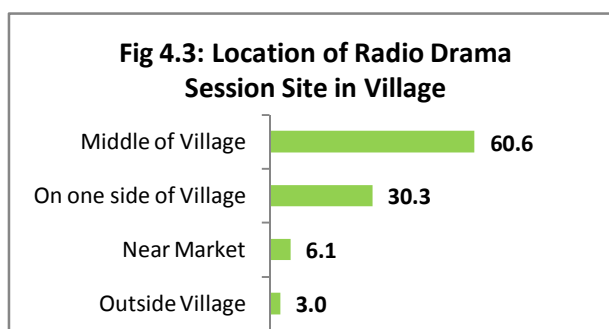 Fig 4.3: Location of Radio Drama
Session Site in Village
Middle of Village 60.6
On one side of Village 30.3
Near Market 6.1
Outside Village 3.0